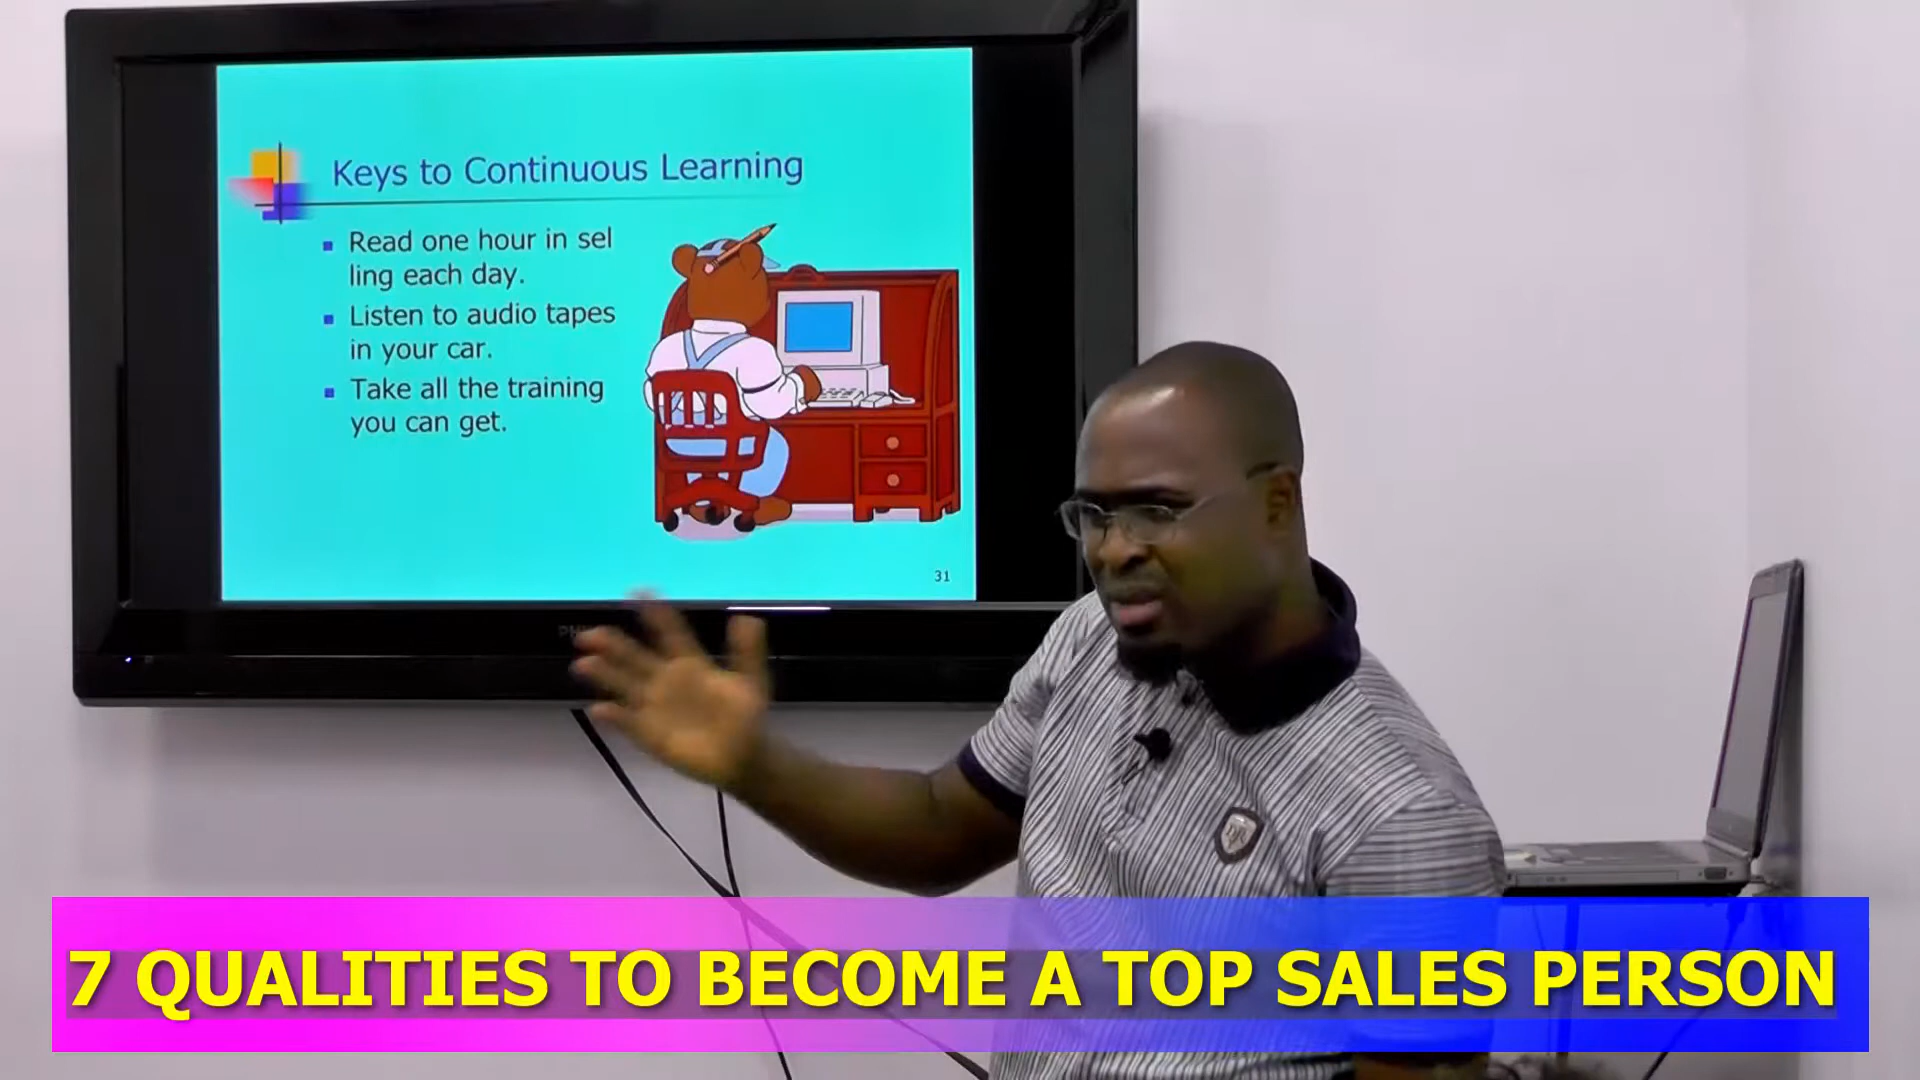 Keys to Continuous Learning
Read one hour in sel
ling each day.
Listen to audio tapes
in your car.
Take all the training
you can get.
31
7 QUALITIES TO BECOME A TOP SALES PERSON